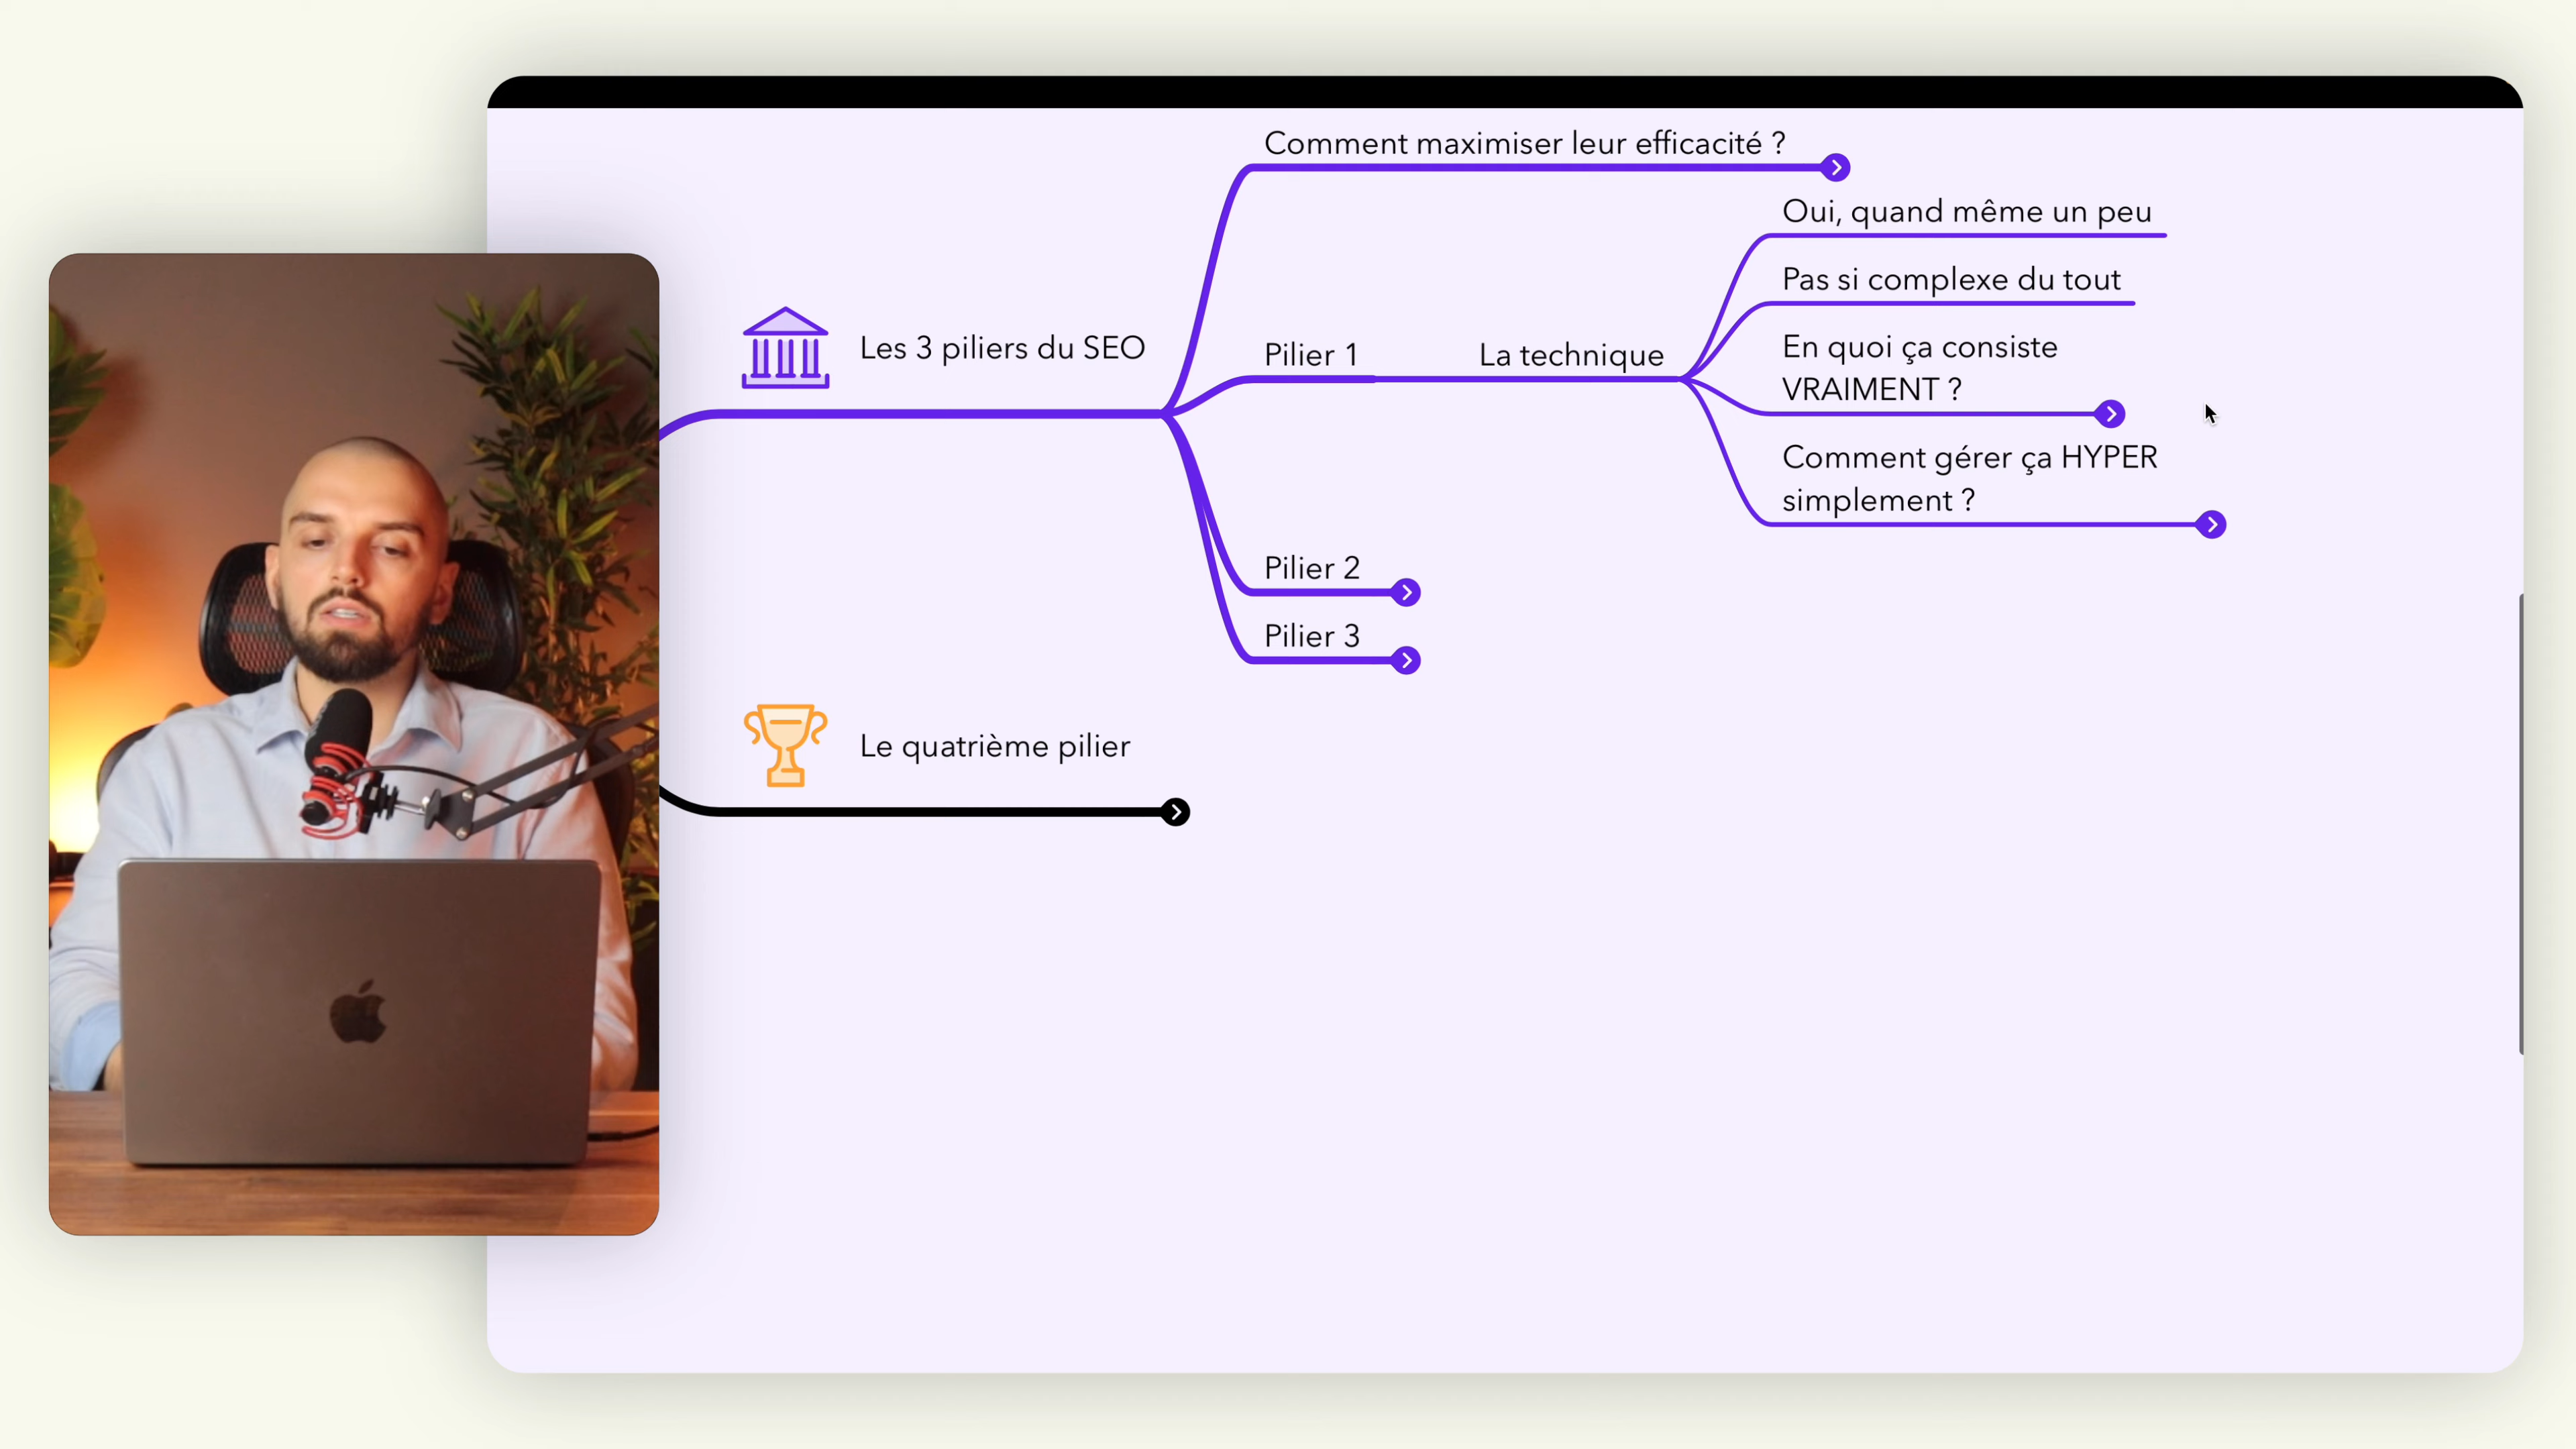 Comment maximiser leur efficacité ?
Oui, quand même un peu
Pas si complexe du tout
Les 3 piliers du SEO
Pilier 1
La technique
En quoi ça consiste
VRAIMENT ?
Comment gérer ça HYPER
simplement ?
Pilier 2
Pilier 3
Le quatrième pilier